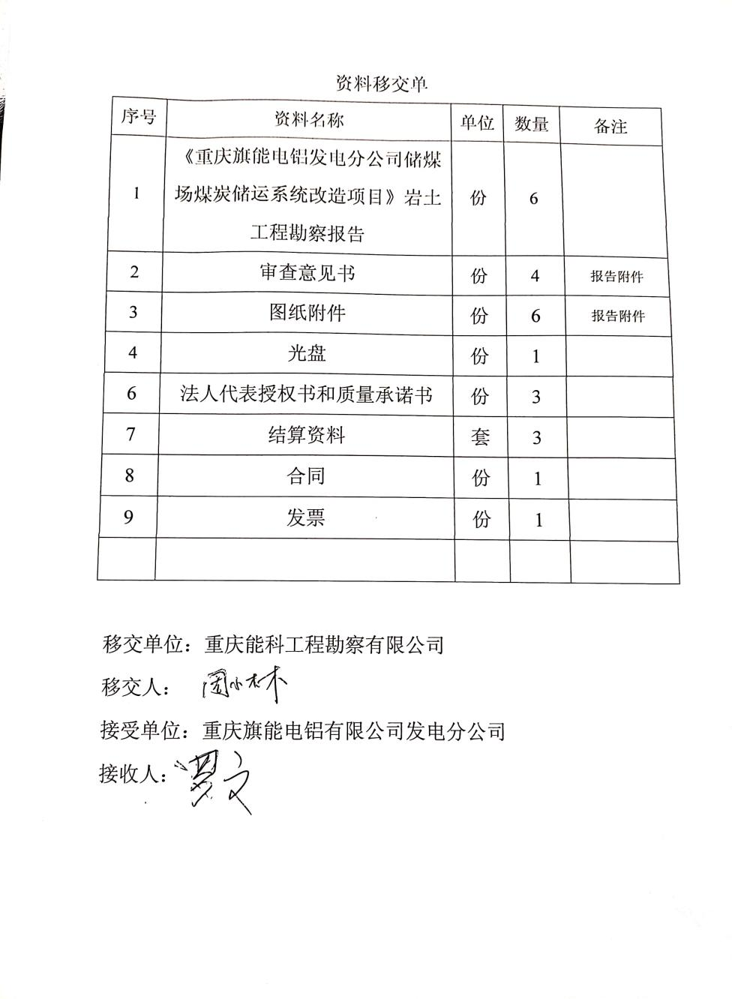 资料移交单
序号 资料名称 单位 数量 备注
《重庆旗能电铝发电分公司储煤
1 场煤炭储运系统改造项目》岩土 份 6
工程勘察报告
2 审查意见书 份 4 报告附件
3 图纸附件 份 6 报告附件
4 光盘 份 1
6 法人代表授权书和质量承诺书 份 3
7 结算资料 套 3
8 合同 份 1
9 发票 份 1
移交单位：重庆能科工程勘察有限公司
移交人： 周小林
接受单位：重庆旗能电铝有限公司发电分公司
接收人：